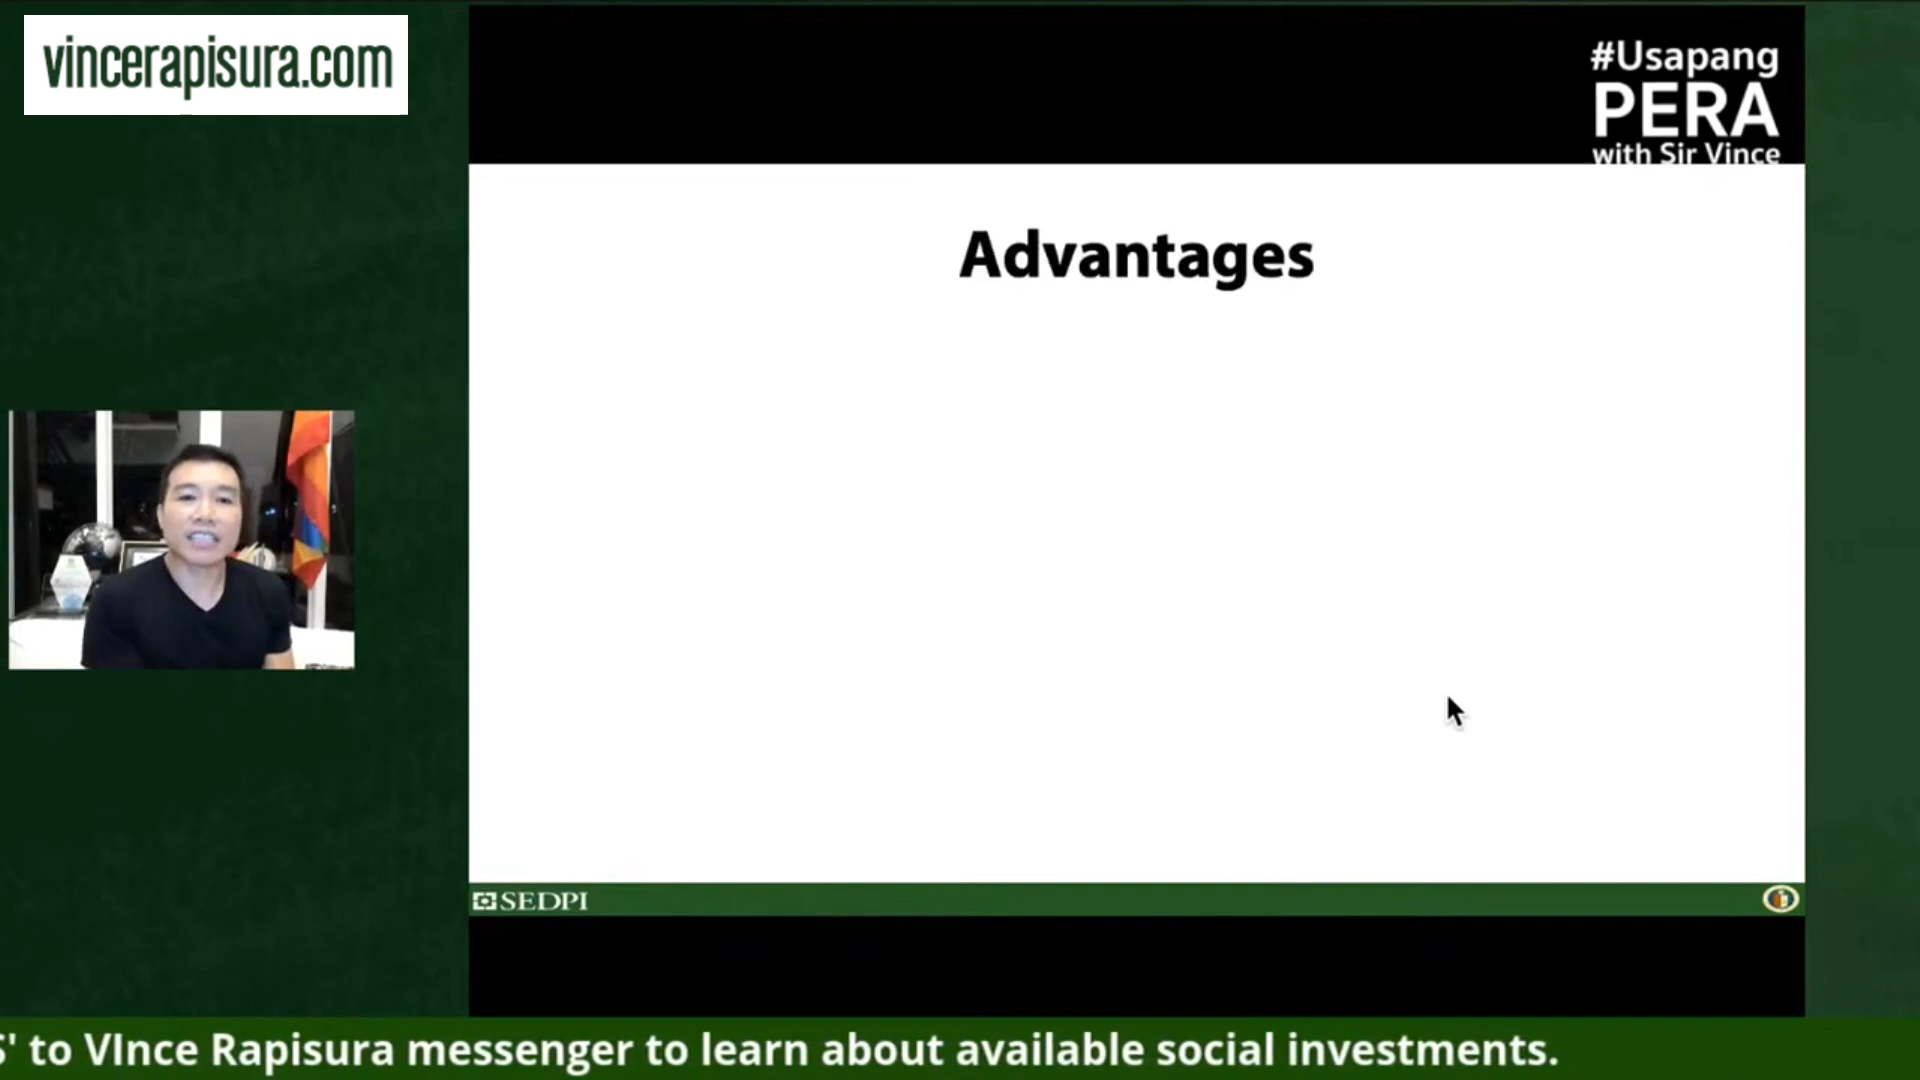 vincerapisura.com
#Usapang
PERA
with Sir Vince
Advantages
SEDPI
S' to VInce Rapisura messenger to learn about available social investments.